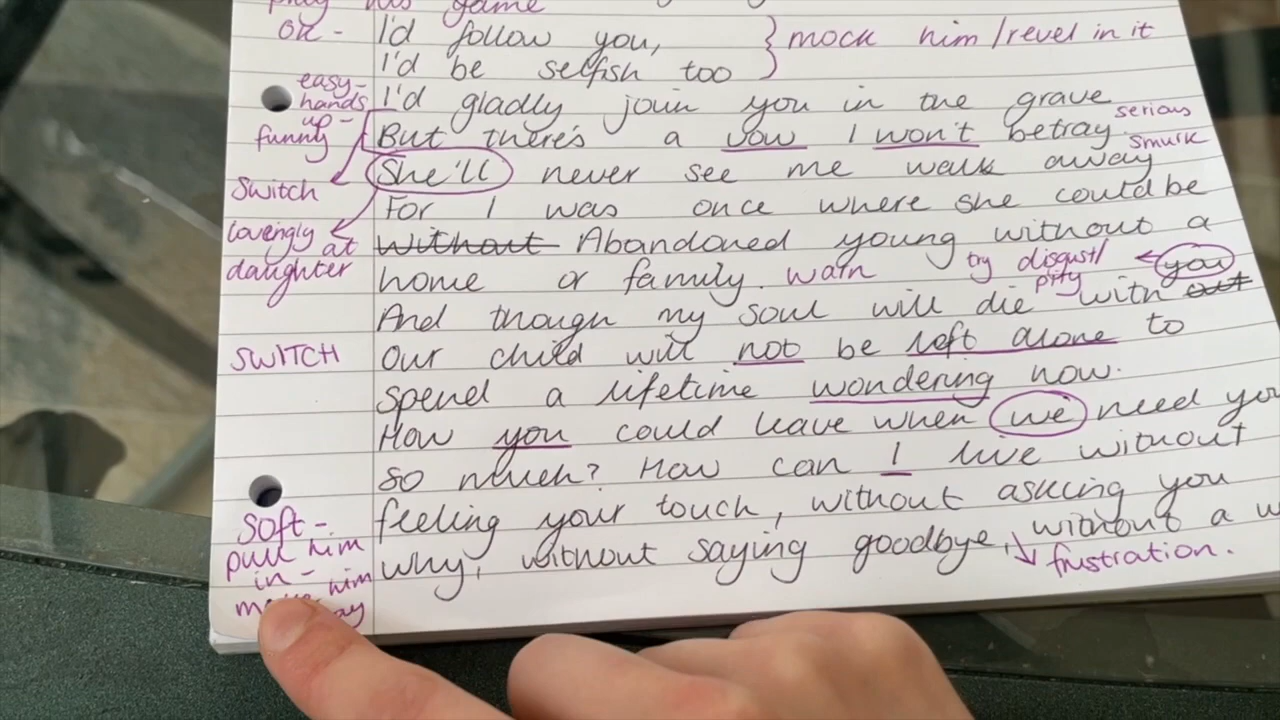 play his game
OK - I'd follow you, } mock him/revel in it
I'd be selfish too
easy- hands up - I'd gladly join you in the grave
funny But there's a vow I won't betray. serious
switch She'll never see me walk away smurk
For I was once where she could be
lovingly at daughter without Abandoned young without a
home or family. warn try disgust/ pity ← you
And though my soul will die with out
SWITCH Our child will not be left alone to
spend a lifetime wondering now.
How you could leave when we need you
so much? How can I live without
soft - feeling your touch, without asking you
pull him in - why, without saying goodbye, without a
him frustration.